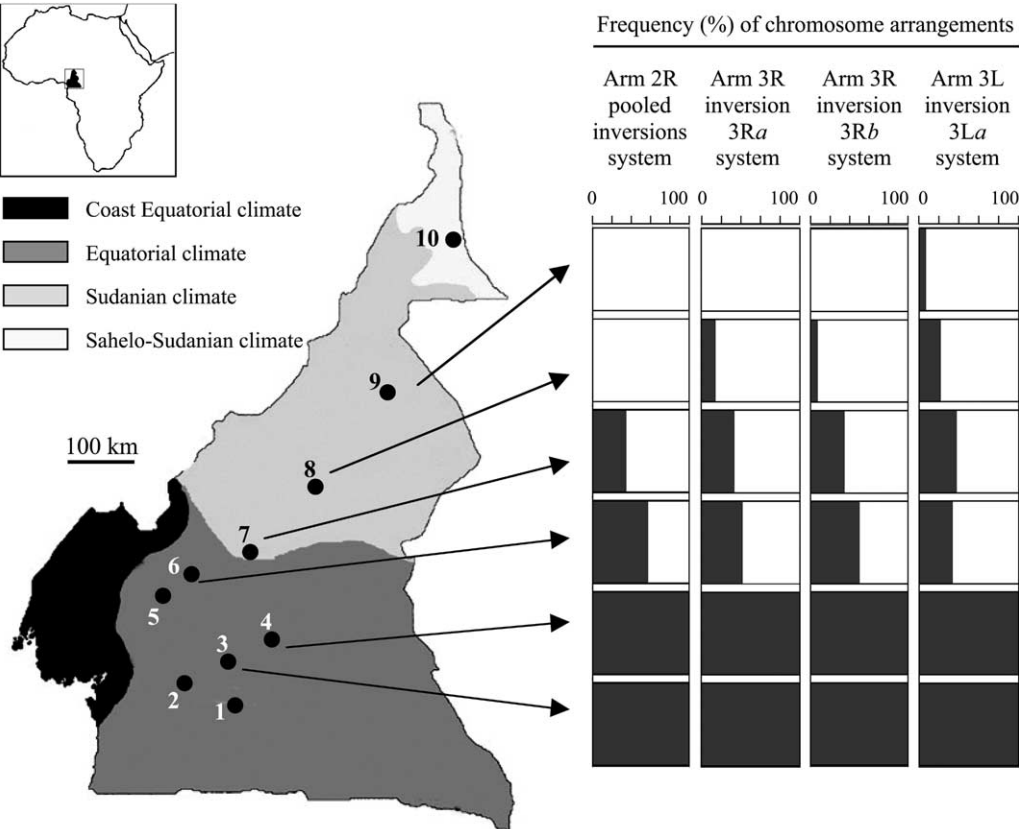 Frequency (%) of chromosome arrangements
Arm 2R
pooled
inversions
system
Arm 3R
inversion
3Ra
system
Arm 3R
inversion
3Rb
system
Arm 3L
inversion
3La
system
0 100
0 100
0 100
0 100
Coast Equatorial climate
Equatorial climate
Sudanian climate
Sahelo-Sudanian climate
100 km
10
9
8
7
6
5
4
3
2
1